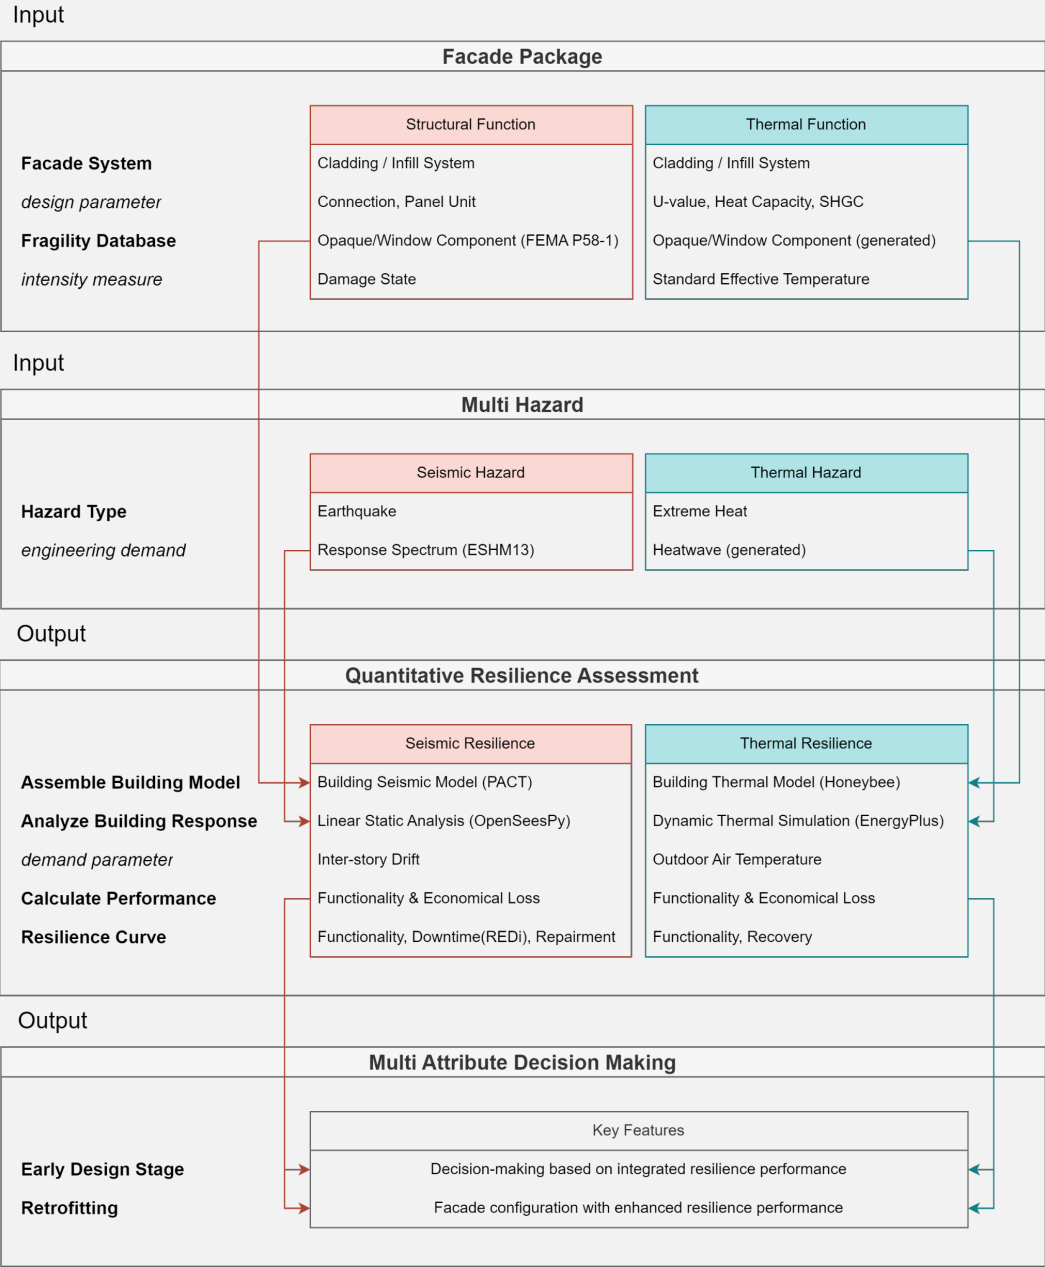 Input
Facade Package
Structural Function
Thermal Function
Facade System
Cladding / Infill System
Cladding / Infill System
design parameter
Connection, Panel Unit
U-value, Heat Capacity, SHGC
Fragility Database
Opaque/Window Component (FEMA P58-1)
Opaque/Window Component (generated)
intensity measure
Damage State
Standard Effective Temperature
Input
Multi Hazard
Seismic Hazard
Thermal Hazard
Hazard Type
Earthquake
Extreme Heat
engineering demand
Response Spectrum (ESHM13)
Heatwave (generated)
Output
Quantitative Resilience Assessment
Seismic Resilience
Thermal Resilience
Assemble Building Model
Building Seismic Model (PACT)
Building Thermal Model (Honeybee)
Analyze Building Response
Linear Static Analysis (OpenSeesPy)
Dynamic Thermal Simulation (EnergyPlus)
demand parameter
Inter-story Drift
Outdoor Air Temperature
Calculate Performance
Functionality & Economical Loss
Functionality & Economical Loss
Resilience Curve
Functionality, Downtime(REDi), Repairment
Functionality, Recovery
Output
Multi Attribute Decision Making
Key Features
Early Design Stage
Decision-making based on integrated resilience performance
Retrofitting
Facade configuration with enhanced resilience performance